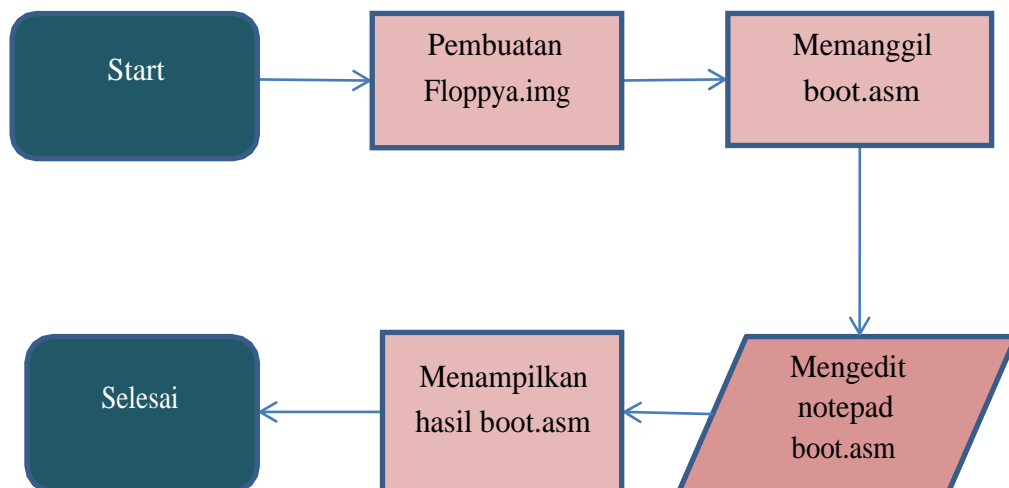 Start
Pembuatan
Floppya.img
Memanggil
boot.asm
Mengedit
notepad
boot.asm
Menampilkan
hasil boot.asm
Selesai